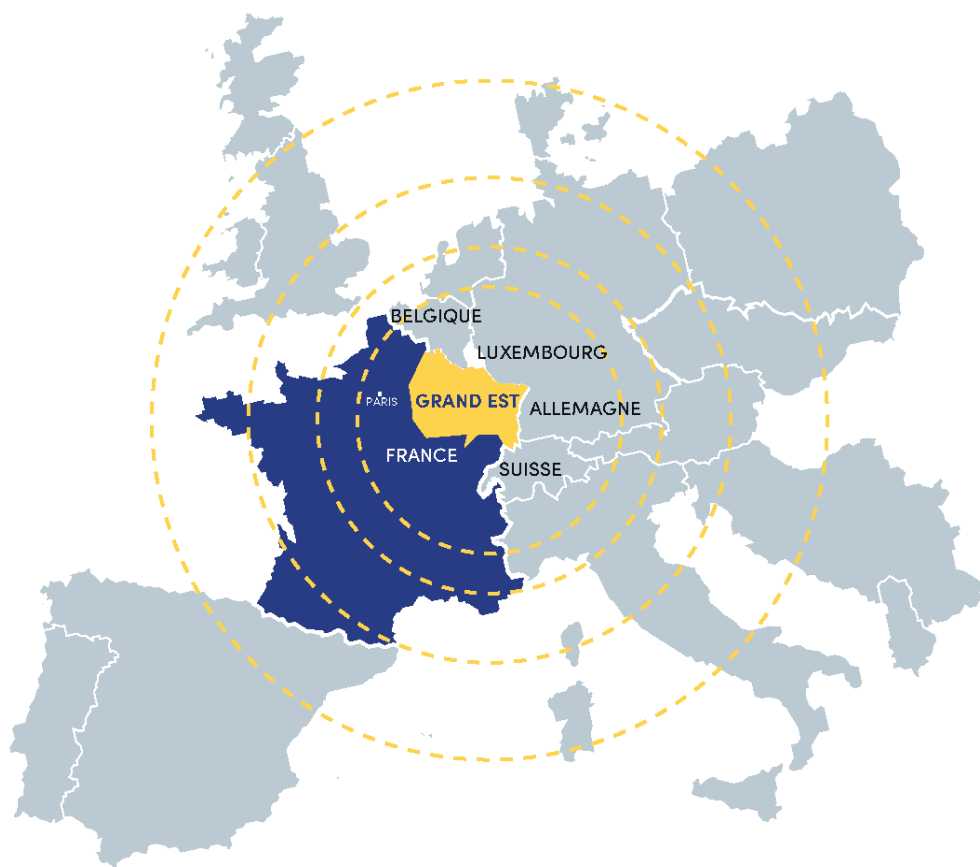 BELGIQUE
LUXEMBOURG
PARIS
GRAND EST
ALLEMAGNE
FRANCE
SUISSE